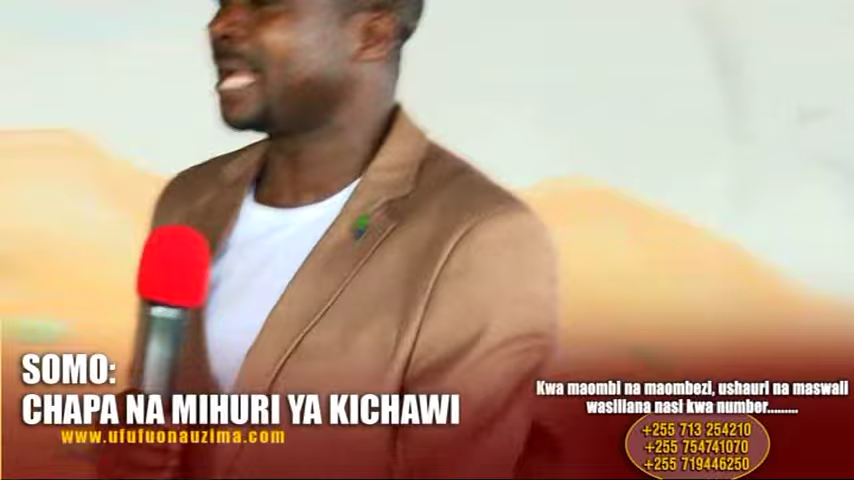 SOMO:
CHAPA NA MIHURI YA KICHAWI
www.ufufuonauzima.com
Kwa maombi na maombezi, ushauri na maswali
wasiliana nasi kwa number.........
+255 713 254210
+255 754741070
+255 719446250